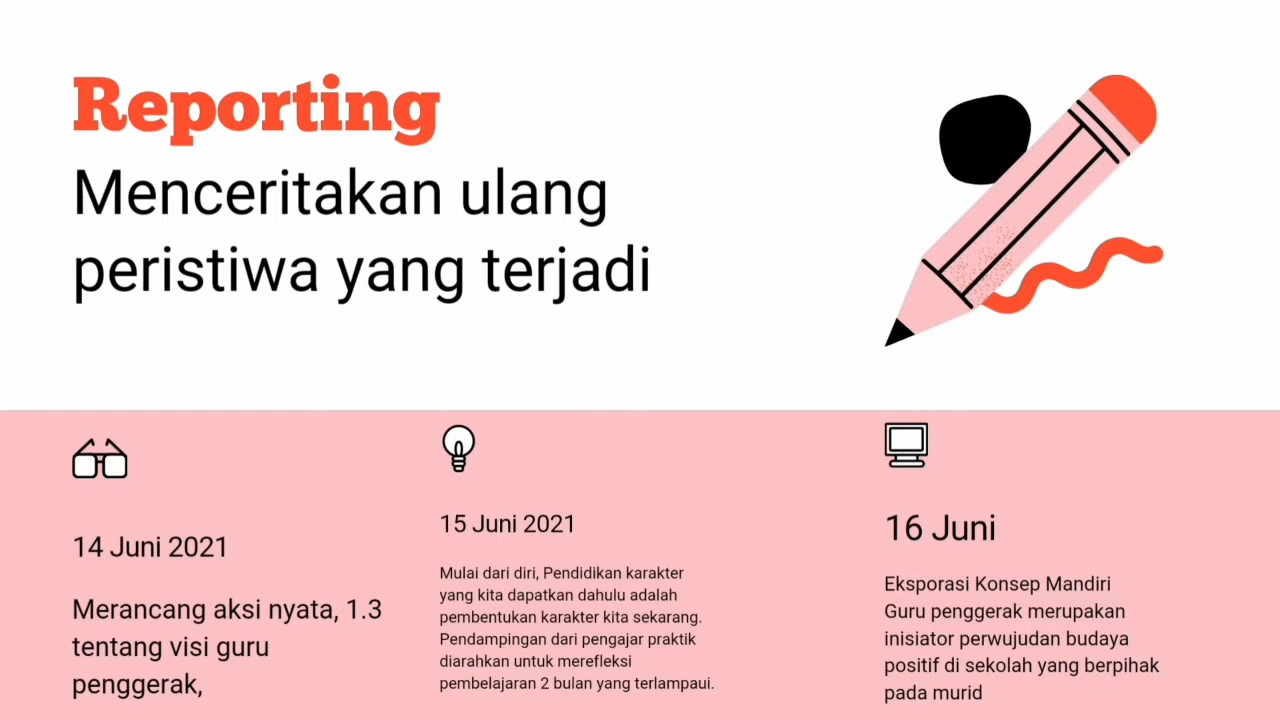 Reporting
Menceritakan ulang
peristiwa yang terjadi
14 Juni 2021
Merancang aksi nyata, 1.3
tentang visi guru
penggerak,
15 Juni 2021
Mulai dari diri, Pendidikan karakter
yang kita dapatkan dahulu adalah
pembentukan karakter kita sekarang.
Pendampingan dari pengajar praktik
diarahkan untuk merefleksi
pembelajaran 2 bulan yang terlampaui.
16 Juni
Eksporasi Konsep Mandiri
Guru penggerak merupakan
inisiator perwujudan budaya
positif di sekolah yang berpihak
pada murid